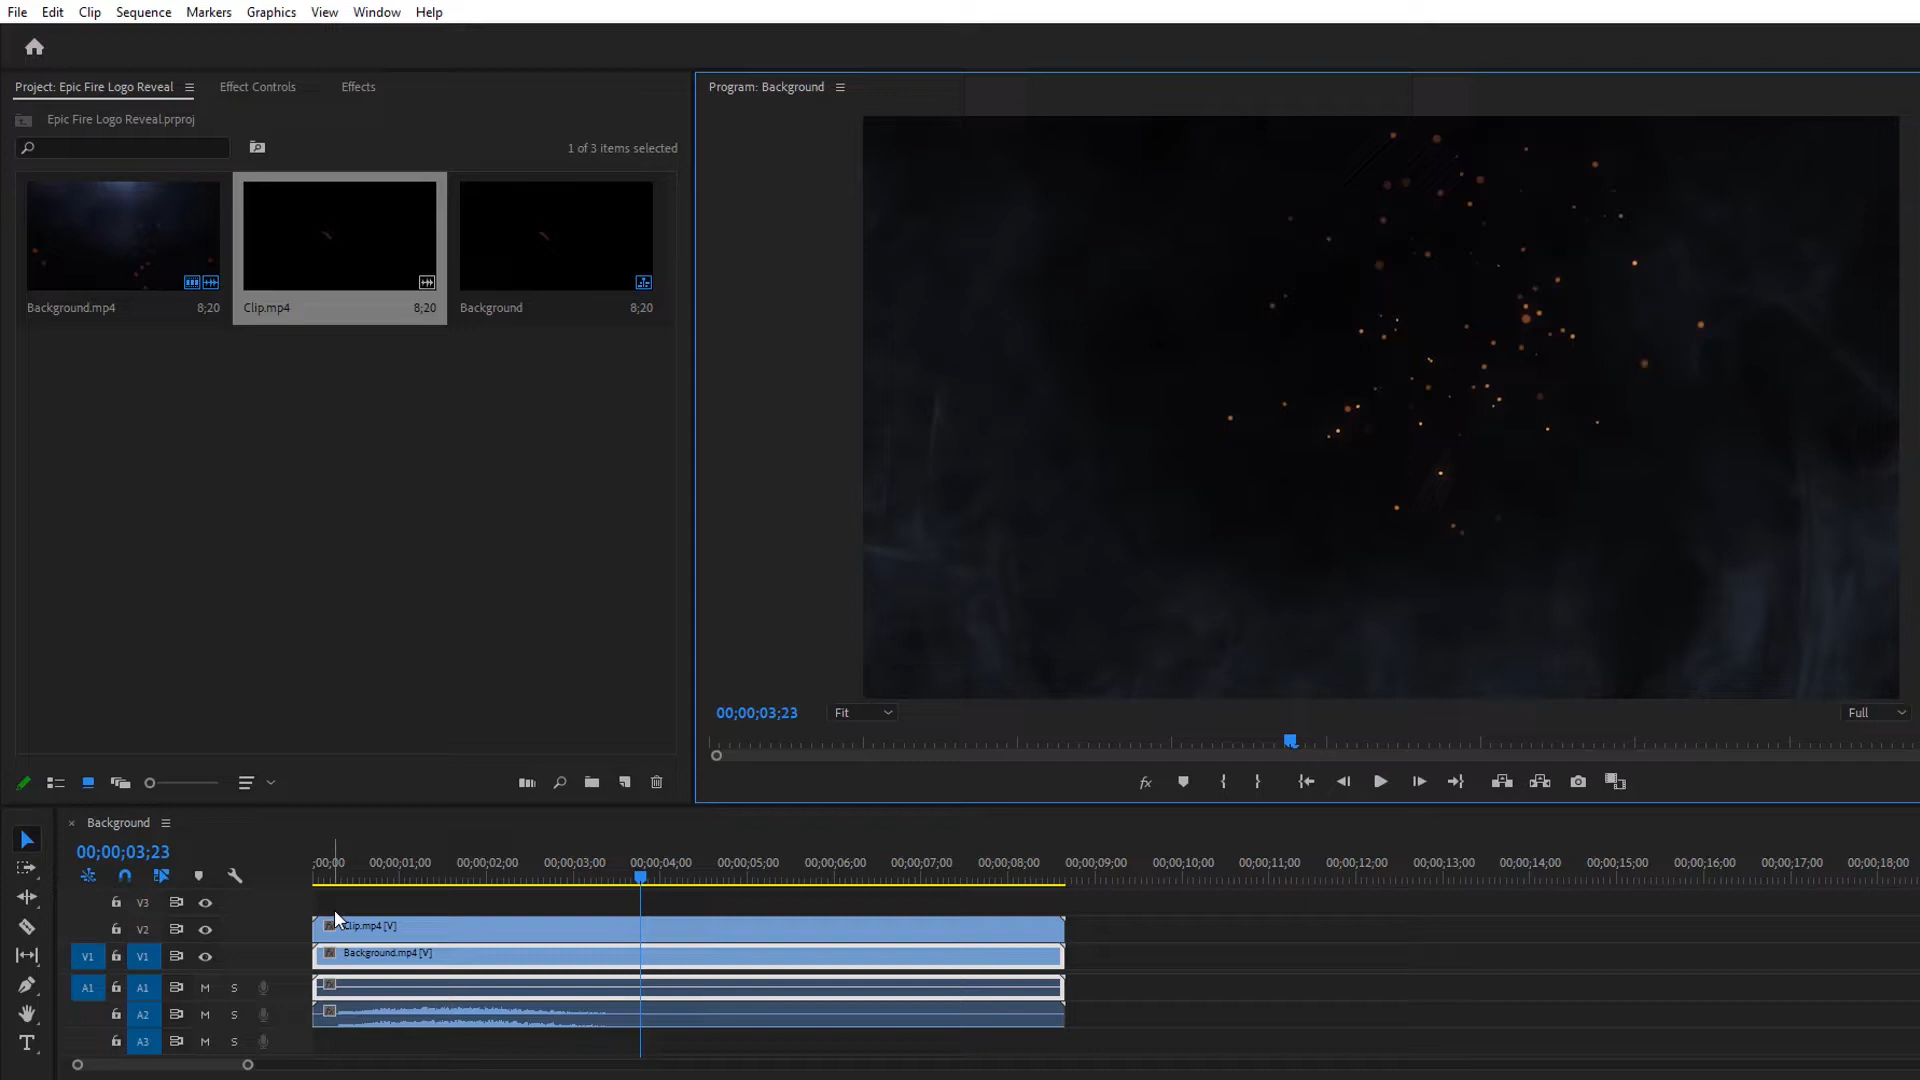 File Edit Clip Sequence Markers Graphics View Window Help
Project: Epic Fire Logo Reveal Effect Controls Effects
Program: Background
Epic Fire Logo Reveal.prproj
1 of 3 items selected
Background.mp4 8;20
Clip.mp4 8;20
Background 8;20
00;00;03;23 Fit Full
fx
Background
00;00;03;23
;00;00 00;00;01;00 00;00;02;00 00;00;03;00 00;00;04;00 00;00;05;00 00;00;06;00 00;00;07;00 00;00;08;00 00;00;09;00 00;00;10;00 00;00;11;00 00;00;12;00 00;00;13;00 00;00;14;00 00;00;15;00 00;00;16;00 00;00;17;00 00;00;18;00
V3
V2 Clip.mp4 [V]
V1 V1 Background.mp4 [V]
A1 A1 M S
A2 M S
A3 M S